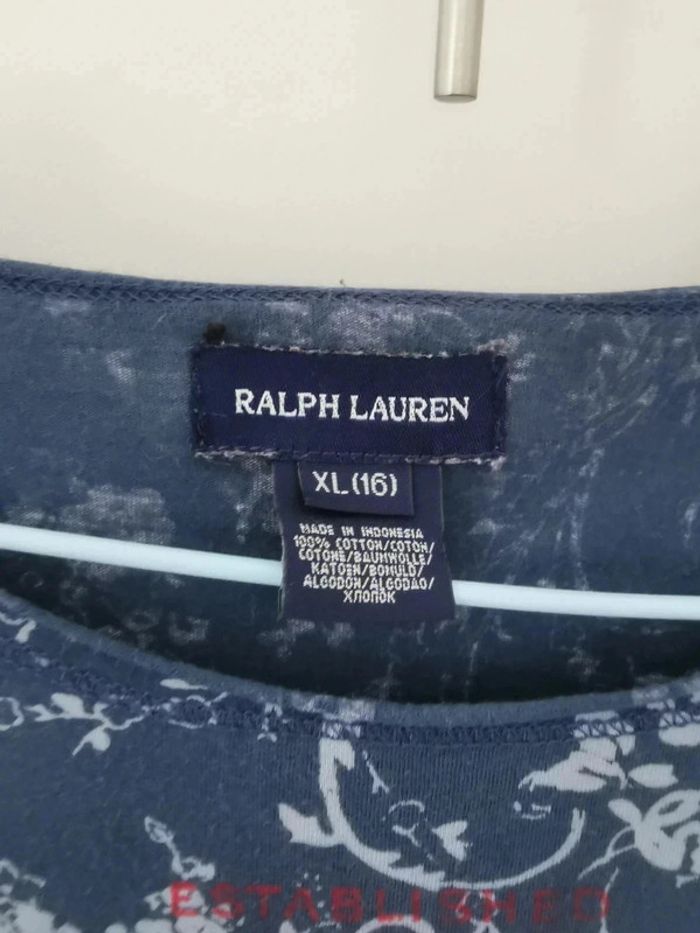 RALPH LAUREN
XL (16)
MADE IN INDONESIA
100% COTTON/COTON/
COTONE/BAUMWOLLE/
KATOEN/BOMULD/
ALGODON/ALGODAO/
ХЛОПОК
ESTABLISHED